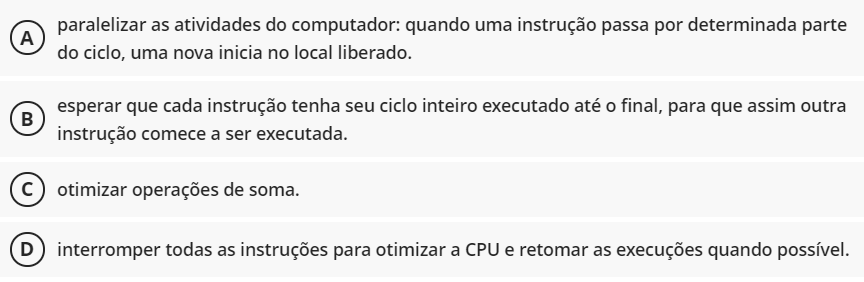 A paralelizar as atividades do computador: quando uma instrução passa por determinada parte
do ciclo, uma nova inicia no local liberado.
B esperar que cada instrução tenha seu ciclo inteiro executado até o final, para que assim outra
instrução comece a ser executada.
C otimizar operações de soma.
D interromper todas as instruções para otimizar a CPU e retomar as execuções quando possível.